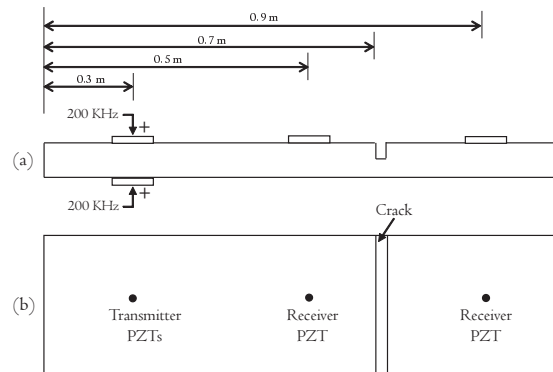 0.9 m
0.7 m
0.5 m
0.3 m
200 KHz
+
(a)
+
200 KHz
Crack
(b)
Transmitter
PZTs
Receiver
PZT
Receiver
PZT